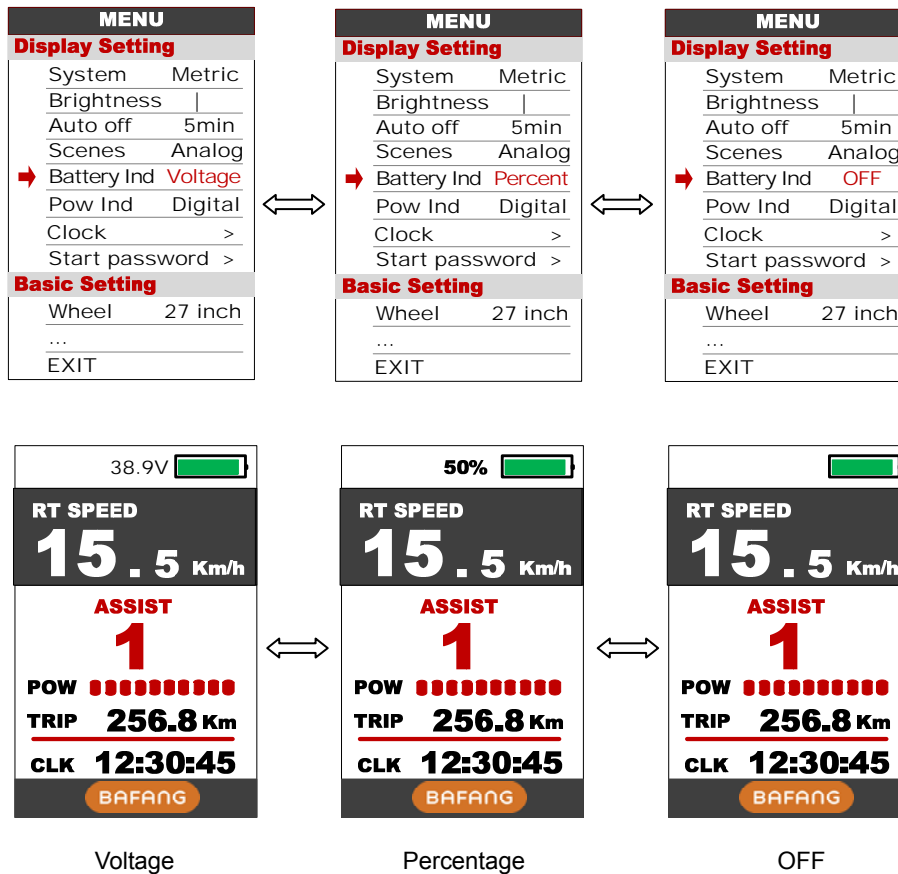 MENU
Display Setting
System Metric
Brightness |
Auto off 5min
Scenes Analog
Battery Ind Voltage
Pow Ind Digital
Clock >
Start password >
Basic Setting
Wheel 27 inch
...
EXIT
MENU
Display Setting
System Metric
Brightness |
Auto off 5min
Scenes Analog
Battery Ind Percent
Pow Ind Digital
Clock >
Start password >
Basic Setting
Wheel 27 inch
...
EXIT
MENU
Display Setting
System Metric
Brightness |
Auto off 5min
Scenes Analog
Battery Ind OFF
Pow Ind Digital
Clock >
Start password >
Basic Setting
Wheel 27 inch
...
EXIT
38.9V
RT SPEED
15.5 Km/h
ASSIST
1
POW
TRIP 256.8 Km
CLK 12:30:45
BAFANG
Voltage
50%
RT SPEED
15.5 Km/h
ASSIST
1
POW
TRIP 256.8 Km
CLK 12:30:45
BAFANG
Percentage
RT SPEED
15.5 Km/h
ASSIST
1
POW
TRIP 256.8 Km
CLK 12:30:45
BAFANG
OFF